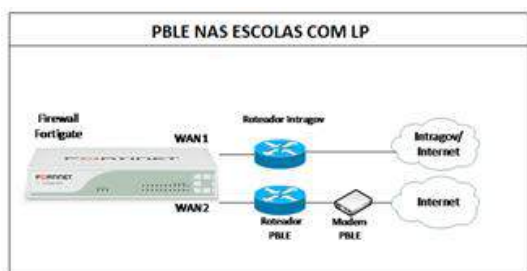 PBLE NAS ESCOLAS COM LP
Firewall
Fortigate
WAN1
Roteador Intragov
Intragov/
Internet
FORTINET
FORTINET
WAN2
Roteador
PBLE
Modem
PBLE
Internet